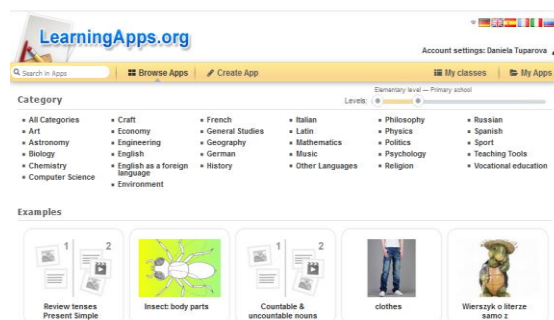 LearningApps.org
Account settings: Daniela Tuparova
Search in Apps
Browse Apps
Create App
My classes
My Apps
Category
Levels:
Elementary level — Primary school
All Categories
Art
Astronomy
Biology
Chemistry
Computer Science
Craft
Economy
Engineering
English
English as a foreign
language
Environment
French
General Studies
Geography
German
History
Italian
Latin
Mathematics
Music
Other Languages
Philosophy
Physics
Politics
Psychology
Religion
Russian
Spanish
Sport
Teaching Tools
Vocational education
Examples
1 2
Review tenses
Present Simple
Insect: body parts
1 2
Countable &
uncountable nouns
clothes
Wierszyk o literze
samo z